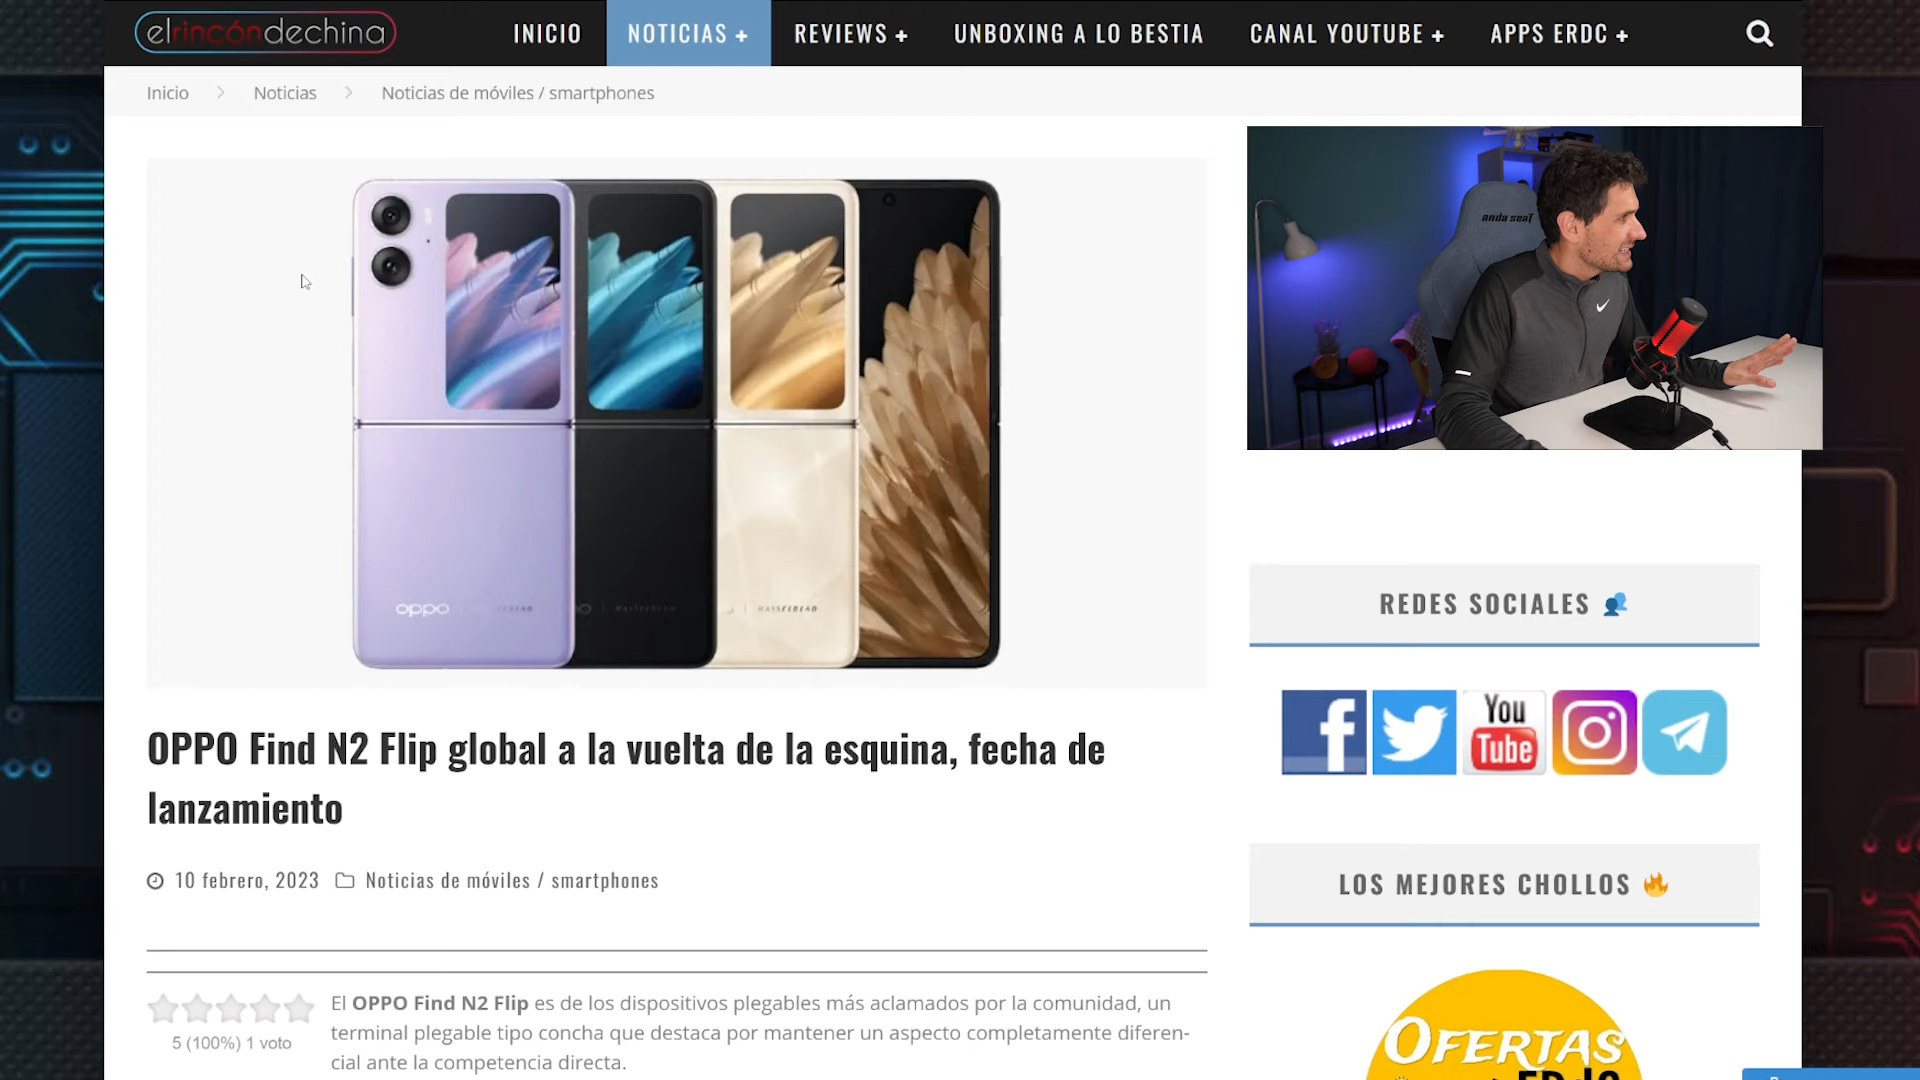 elrincóndechina
INICIO
NOTICIAS +
REVIEWS +
UNBOXING A LO BESTIA
CANAL YOUTUBE +
APPS ERDC +
Inicio > Noticias > Noticias de móviles / smartphones
anda seaT
oppo
HASSELBLAD
HASSELBLAD
OPPO Find N2 Flip global a la vuelta de la esquina, fecha de
lanzamiento
10 febrero, 2023 Noticias de móviles / smartphones
5 (100%) 1 voto
El OPPO Find N2 Flip es de los dispositivos plegables más aclamados por la comunidad, un
terminal plegable tipo concha que destaca por mantener un aspecto completamente diferen-
cial ante la competencia directa.
REDES SOCIALES
You
Tube
LOS MEJORES CHOLLOS
OFERTAS